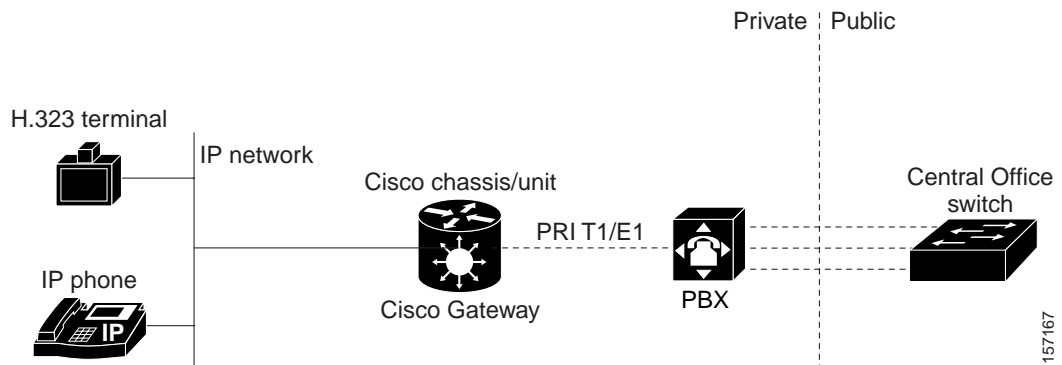 Private Public
H.323 terminal
IP network
Cisco chassis/unit
Central Office
switch
PRI T1/E1
IP phone
IP
Cisco Gateway
PBX
157167